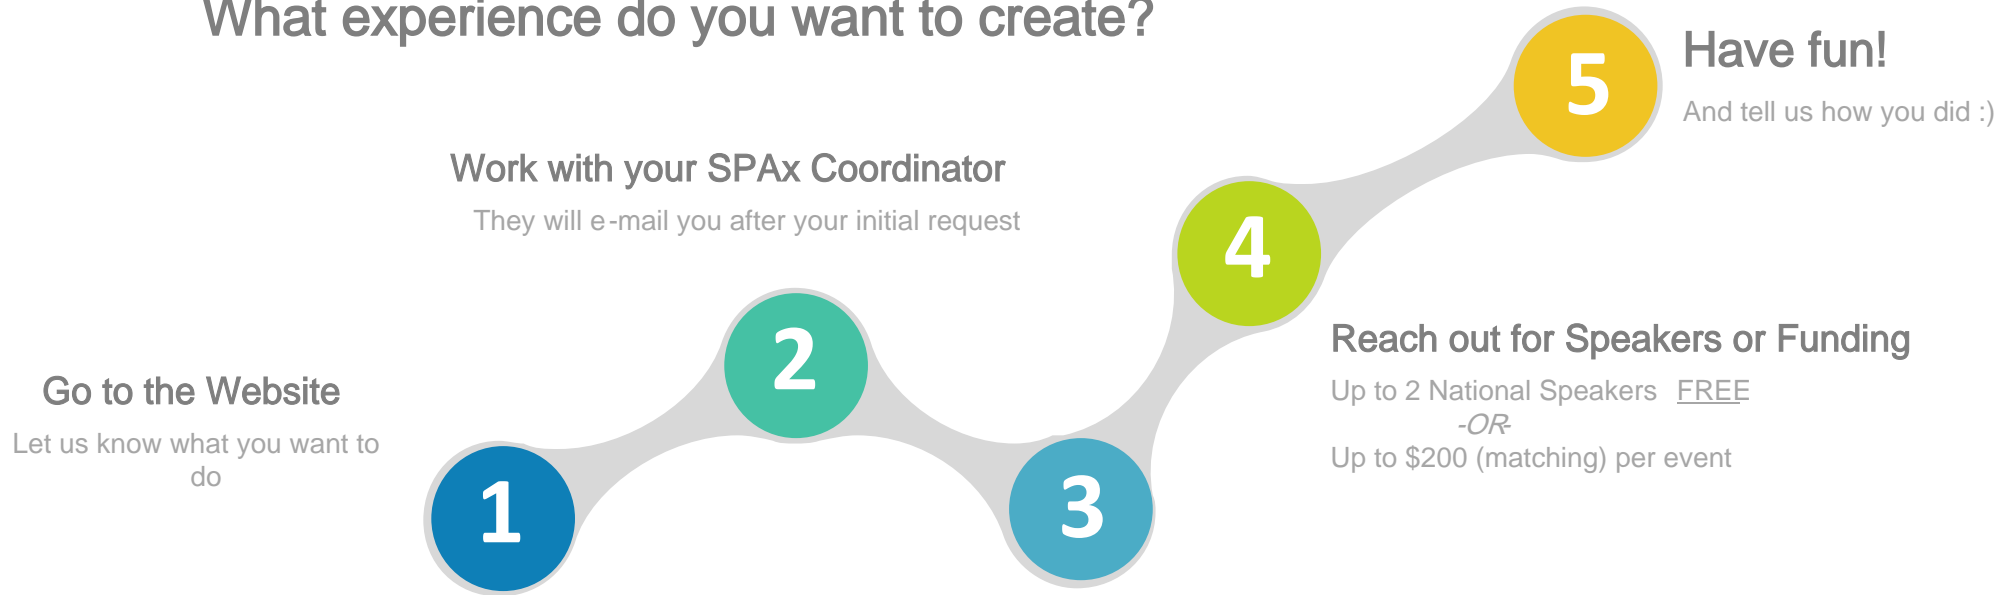 What experience do you want to create?
5
Have fun!
And tell us how you did :)
Work with your SPAx Coordinator
They will e-mail you after your initial request
4
2
Reach out for Speakers or Funding
Up to 2 National Speakers FREE
-OR-
Up to $200 (matching) per event
Go to the Website
Let us know what you want to
do
1
3